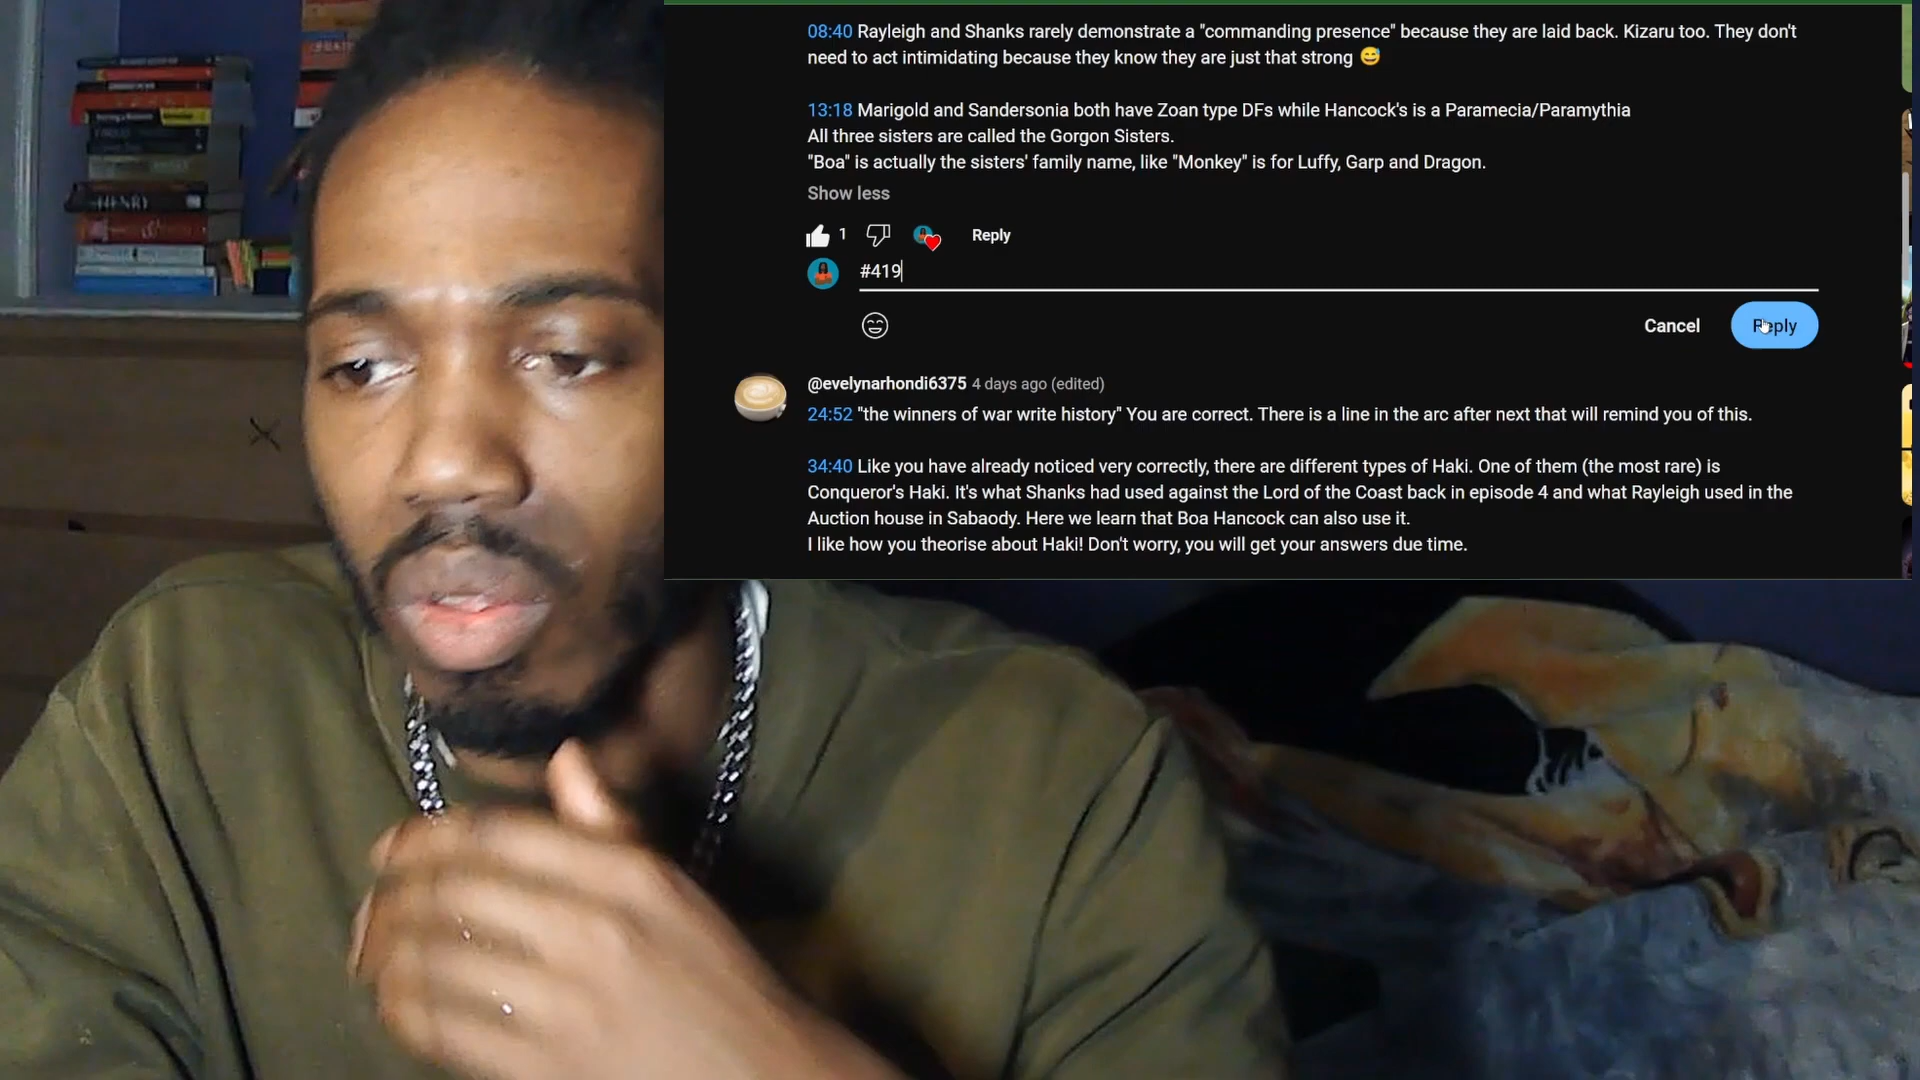 08:40 Rayleigh and Shanks rarely demonstrate a "commanding presence" because they are laid back. Kizaru too. They don't
need to act intimidating because they know they are just that strong 😅
13:18 Marigold and Sandersonia both have Zoan type DFs while Hancock's is a Paramecia/Paramythia
All three sisters are called the Gorgon Sisters.
"Boa" is actually the sisters' family name, like "Monkey" is for Luffy, Garp and Dragon.
Show less
1 Reply
#419
Cancel Reply
@evelynarhondi6375 4 days ago (edited)
24:52 "the winners of war write history" You are correct. There is a line in the arc after next that will remind you of this.
34:40 Like you have already noticed very correctly, there are different types of Haki. One of them (the most rare) is
Conqueror's Haki. It's what Shanks had used against the Lord of the Coast back in episode 4 and what Rayleigh used in the
Auction house in Sabaody. Here we learn that Boa Hancock can also use it.
I like how you theorise about Haki! Don't worry, you will get your answers due time.
HENRY